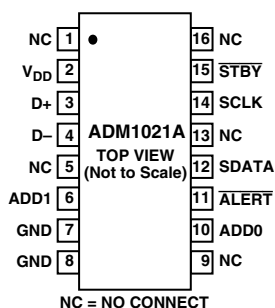 NC 1 16 NC
VDD 2 15 STBY
D+ 3 14 SCLK
D– 4 ADM1021A 13 NC
TOP VIEW
NC 5 (Not to Scale) 12 SDATA
ADD1 6 11 ALERT
GND 7 10 ADD0
GND 8 9 NC
NC = NO CONNECT